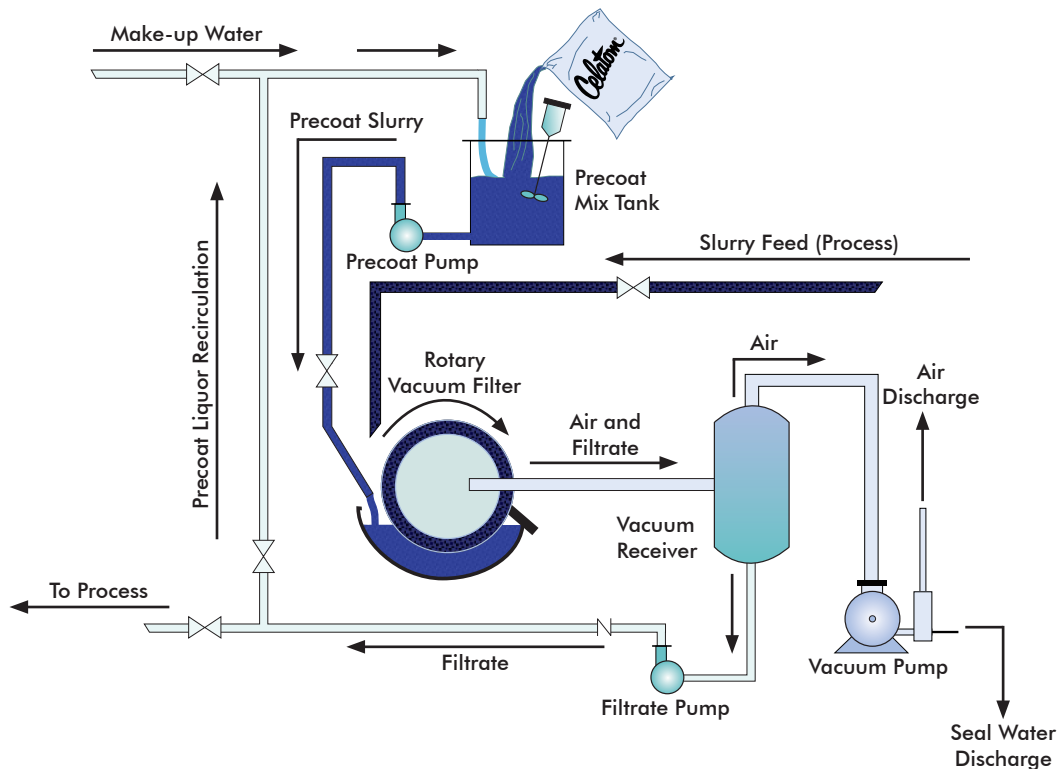 Make-up Water
Celatom®
Precoat Slurry
Precoat
Mix Tank
Precoat Pump
Slurry Feed (Process)
Precoat Liquor Recirculation
Rotary
Vacuum Filter
Air
Air
Discharge
Air and
Filtrate
Vacuum
Receiver
To Process
Filtrate
Filtrate Pump
Vacuum Pump
Seal Water
Discharge